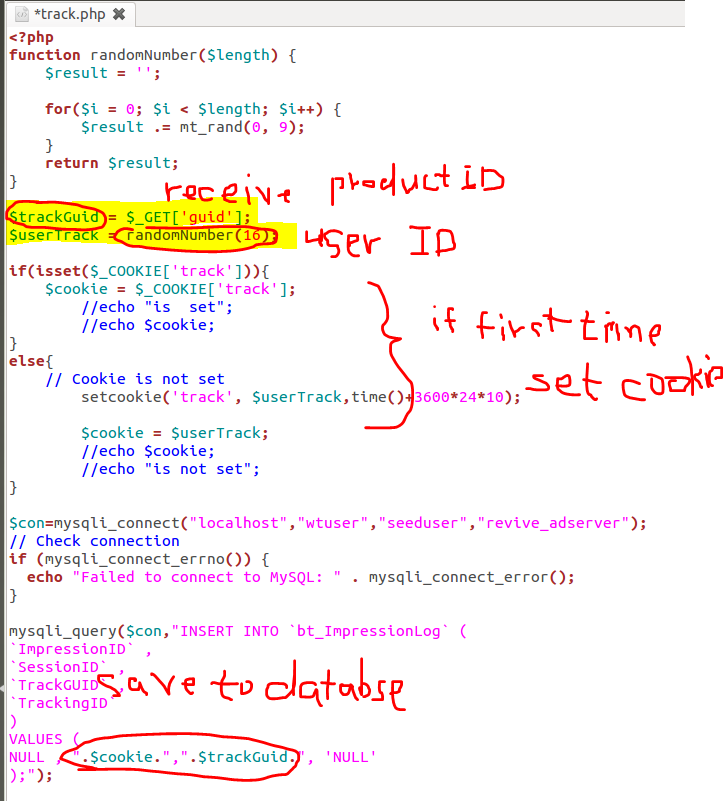 *track.php
<?php
function randomNumber($length) {
$result = '';
for($i = 0; $i < $length; $i++) {
$result .= mt_rand(0, 9);
}
return $result;
}
receive product ID
$trackGuid = $_GET['guid'];
$userTrack = randomNumber(16);
user ID
if(isset($_COOKIE['track'])){
$cookie = $_COOKIE['track'];
//echo "is  set";
//echo $cookie;
}
if first time
else{
// Cookie is not set
set cookie
setcookie('track', $userTrack,time()+3600*24*10);
$cookie = $userTrack;
//echo $cookie;
//echo "is not set";
}
$con=mysqli_connect("localhost","wtuser","seeduser","revive_adserver");
// Check connection
if (mysqli_connect_errno()) {
echo "Failed to connect to MySQL: " . mysqli_connect_error();
}
mysqli_query($con,"INSERT INTO `bt_ImpressionLog` (
`ImpressionID` ,
`SessionID` ,
`TrackGUID` ,
`TrackingID`
save to databse
)
VALUES (
NULL , ".$cookie.",".$trackGuid.", 'NULL'
);");